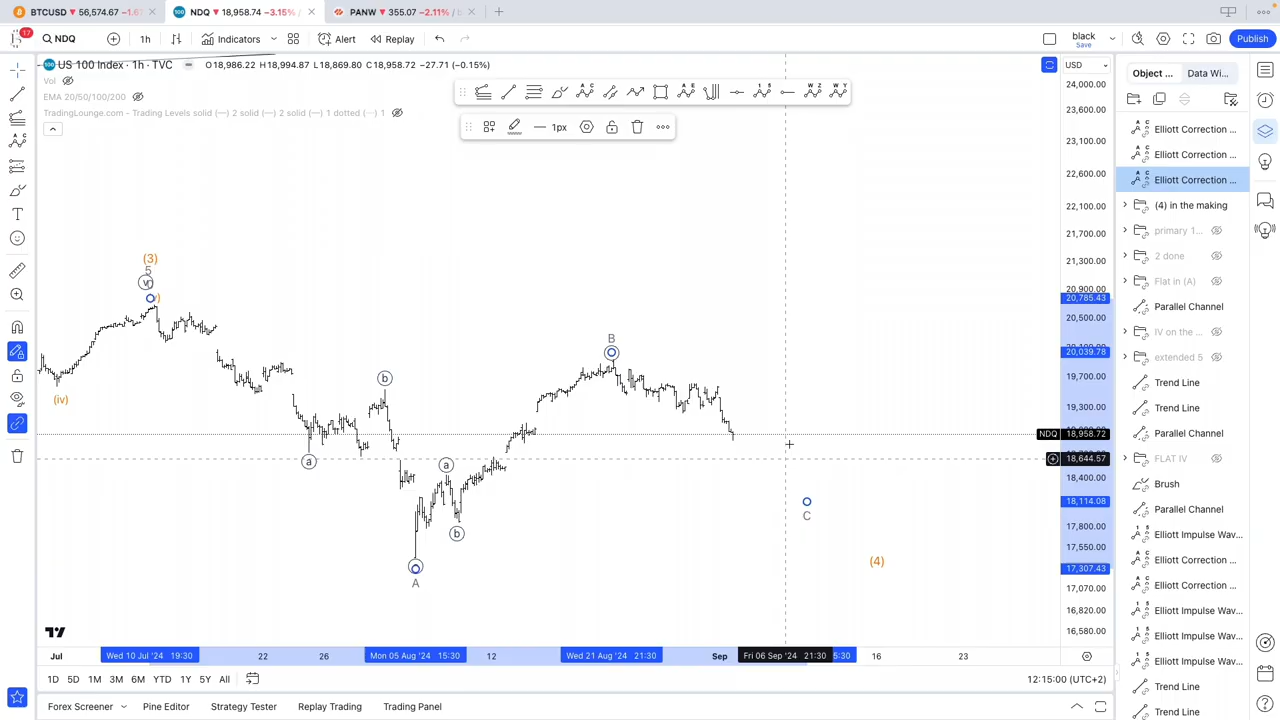 BTCUSD ▼ 56,574.67 −1.6
NDQ ▼ 18,958.74 −3.15%
PANW ▼ 355.07 −2.11% /
17
NDQ
1h
Indicators
Alert
Replay
black
Save
Publish
US 100 Index · 1h · TVC
O18,986.22 H18,994.87 L18,869.80 C18,958.72 −27.71 (−0.15%)
Vol
EMA 20/50/100/200
TradingLounge.com - Trading Levels 2 solid (—) 2 solid (—) 2 solid (—) 1 dotted (—) 1
1px
USD
24,000.00
23,600.00
23,100.00
22,600.00
22,100.00
21,700.00
21,300.00
20,900.00
20,785.43
20,500.00
20,039.78
19,700.00
19,300.00
NDQ 18,958.72
18,644.57
18,400.00
18,114.08
17,800.00
17,550.00
17,307.43
17,070.00
16,820.00
16,580.00
(3)
5
(iv)
b
a
A
a
b
B
C
(4)
Jul
Wed 10 Jul '24 19:30
22
26
Mon 05 Aug '24 15:30
12
Wed 21 Aug '24 21:30
Sep
Fri 06 Sep '24 21:30
5:30
16
23
1D 5D 1M 3M 6M YTD 1Y 5Y All
12:15:00 (UTC+2)
Forex Screener
Pine Editor
Strategy Tester
Replay Trading
Trading Panel
Object ...
Data Wi...
Elliott Correction ...
Elliott Correction ...
Elliott Correction ...
(4) in the making
primary 1...
2 done
Flat in (A)
Parallel Channel
IV on the ...
extended 5
Trend Line
Trend Line
Parallel Channel
FLAT IV
Brush
Parallel Channel
Elliott Impulse Wav...
Elliott Correction ...
Elliott Correction ...
Elliott Impulse Wav...
Elliott Impulse Wav...
Elliott Impulse Wav...
Trend Line
Trend Line